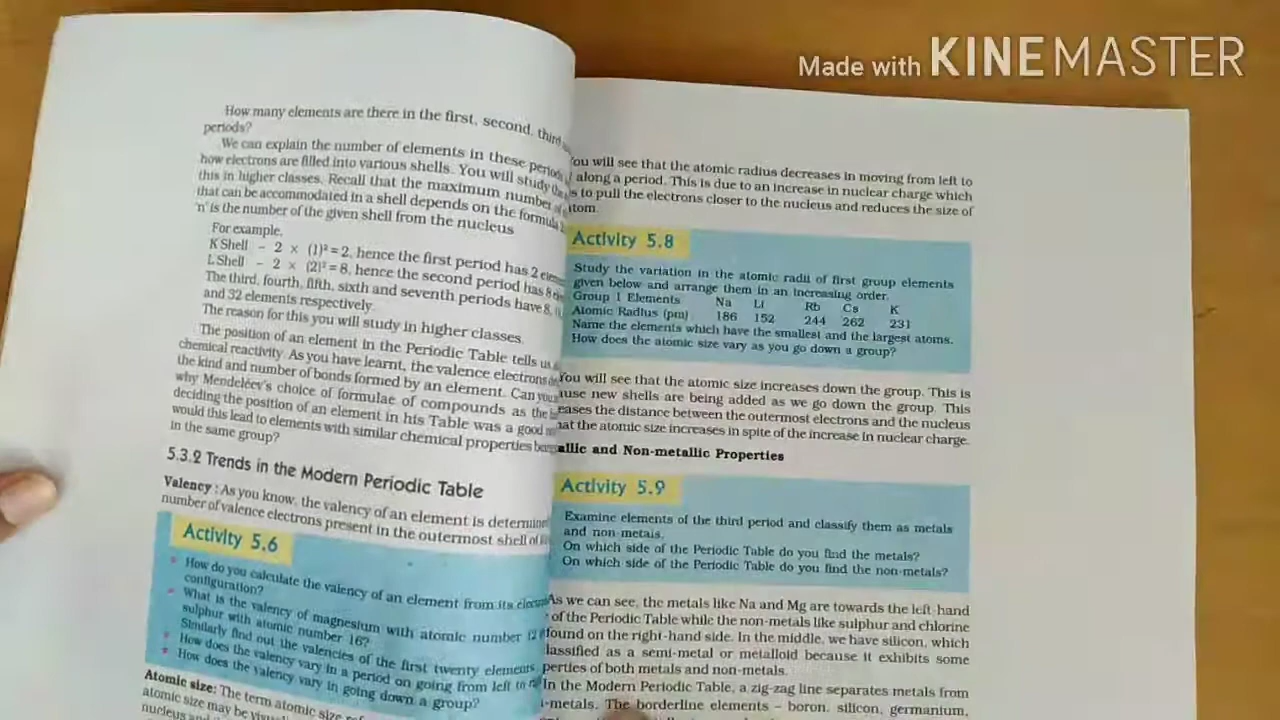 Made with KINEMASTER
How many elements are there in the first, second, third
periods?
We can explain the number of elements in these
how electrons are filled into various shells. You will study
this in higher classes. Recall that the maximum number of
that can be accommodated in a shell depends on the formula
'n' is the number of the given shell from the nucleus
For example,
K Shell – 2 × (1)² = 2, hence the first period has 2
L Shell – 2 × (2)² = 8, hence the second period has 8
The third, fourth, fifth, sixth and seventh periods have 8,
and 32 elements respectively.
The reason for this you will study in higher classes.
The position of an element in the Periodic Table tells us
chemical reactivity. As you have learnt, the valence electrons
the kind and number of bonds formed by an element. Can you
why Mendeléev's choice of formulae of compounds as the
deciding the position of an element in his Table was a good
would this lead to elements with similar chemical properties
in the same group?
5.3.2 Trends in the Modern Periodic Table
Valency : As you know, the valency of an element is
number of valence electrons present in the outermost shell of
Activity 5.6
How do you calculate the valency of an element from its
configuration?
What is the valency of magnesium with atomic number 12
sulphur with atomic number 16?
Similarly find out the valencies of the first twenty elements.
How does the valency vary in a period on going from left to
How does the valency vary in going down a group?
Atomic size: The term atomic size
atomic size may be
nucleus and
You will see that the atomic radius decreases in moving from left to
along a period. This is due to an increase in nuclear charge which
to pull the electrons closer to the nucleus and reduces the size of
Activity 5.8
Study the variation in the atomic radii of first group elements
given below and arrange them in an increasing order.
Group 1 Elements Na Li Rb Cs K
Atomic Radius (pm) 186 152 244 262 231
Name the elements which have the smallest and the largest atoms.
How does the atomic size vary as you go down a group?
You will see that the atomic size increases down the group. This is
new shells are being added as we go down the group. This
the distance between the outermost electrons and the nucleus
that the atomic size increases in spite of the increase in nuclear charge.
allic and Non-metallic Properties
Activity 5.9
Examine elements of the third period and classify them as metals
and non-metals.
On which side of the Periodic Table do you find the metals?
On which side of the Periodic Table do you find the non-metals?
As we can see, the metals like Na and Mg are towards the left-hand
of the Periodic Table while the non-metals like sulphur and chlorine
found on the right-hand side. In the middle, we have silicon, which
lassified as a semi-metal or metalloid because it exhibits some
perties of both metals and non-metals.
In the Modern Periodic Table, a zig-zag line separates metals from
-metals. The borderline elements – boron, silicon, germanium,